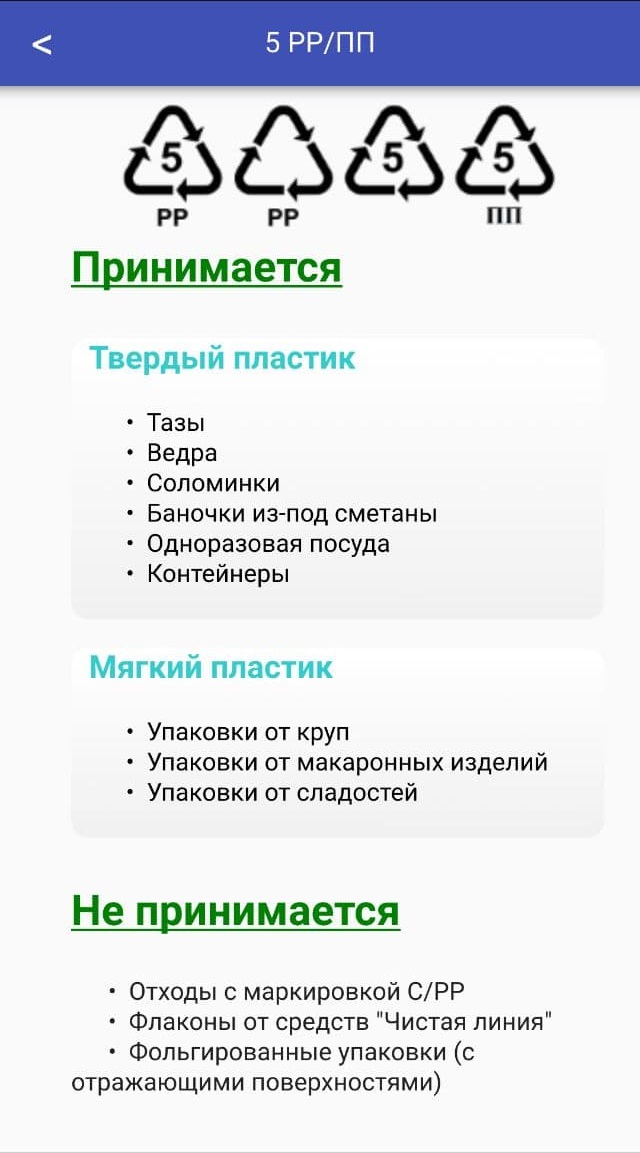 < 5 PP/ПП
5 5 5
PP PP ПП
Принимается
Твердый пластик
• Тазы
• Ведра
• Соломинки
• Баночки из-под сметаны
• Одноразовая посуда
• Контейнеры
Мягкий пластик
• Упаковки от круп
• Упаковки от макаронных изделий
• Упаковки от сладостей
Не принимается
• Отходы с маркировкой C/PP
• Флаконы от средств "Чистая линия"
• Фольгированные упаковки (с
отражающими поверхностями)